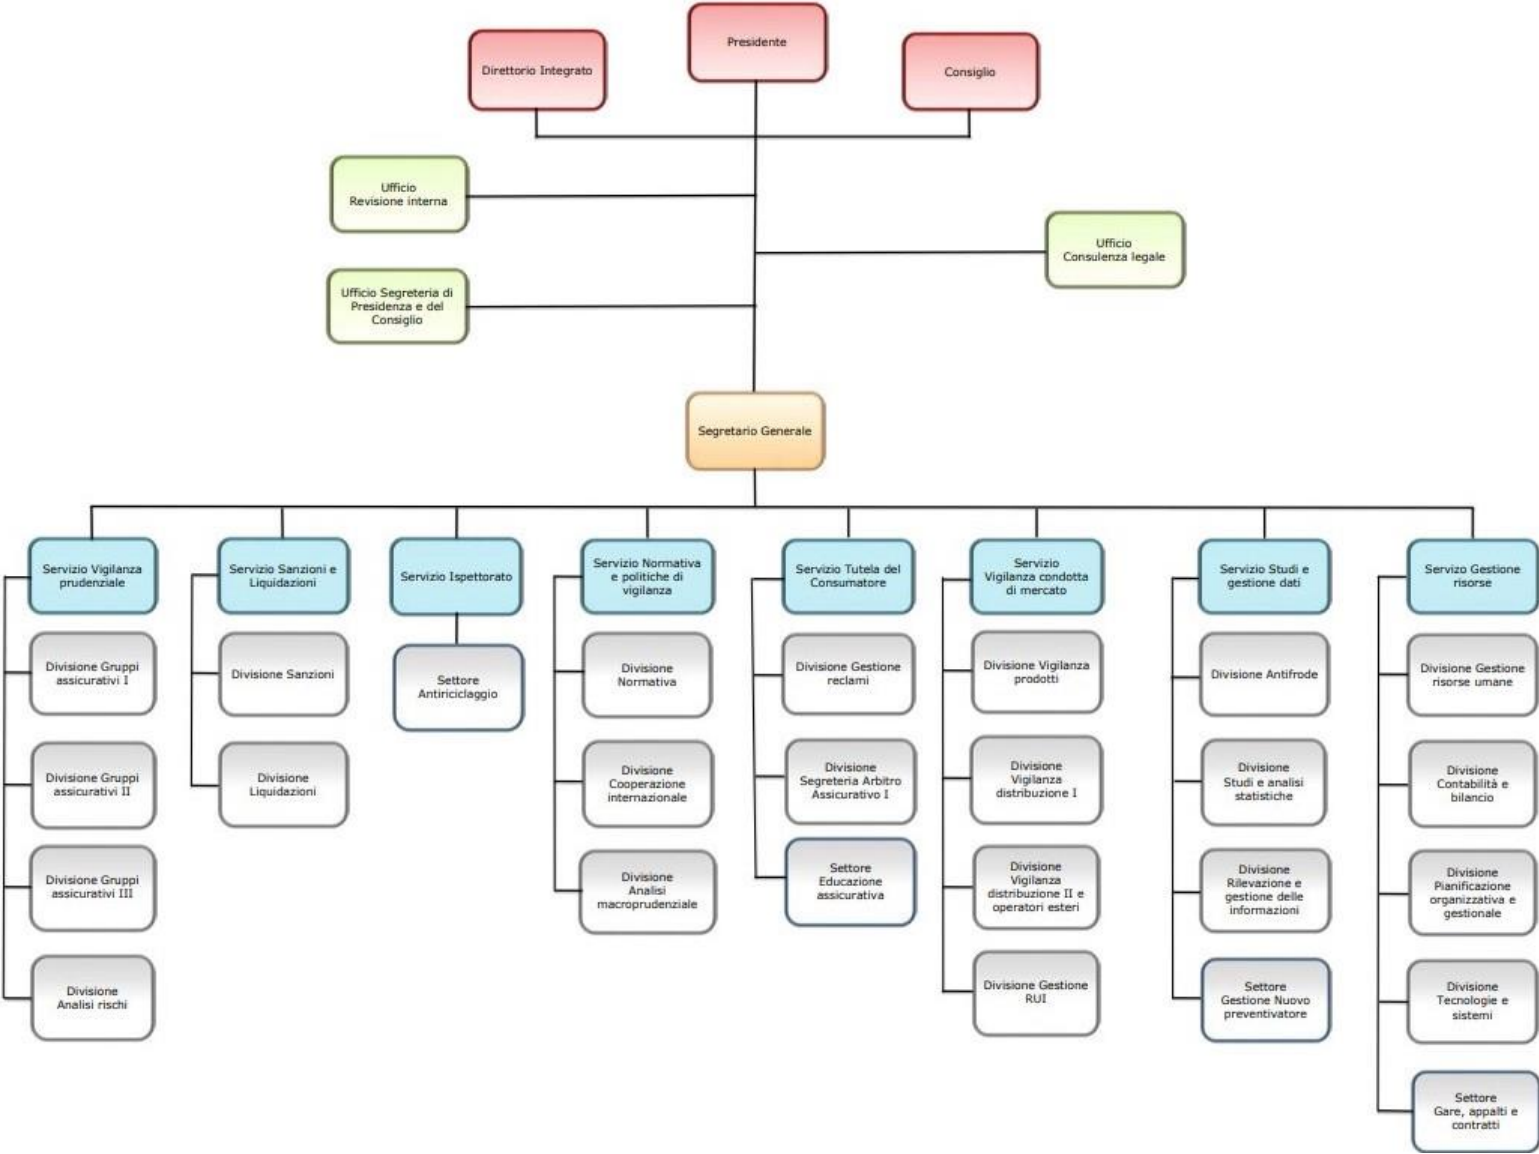 Presidente
Direttorio Integrato
Consiglio
Ufficio
Revisione interna
Ufficio
Consulenza legale
Ufficio Segreteria di
Presidenza e del
Consiglio
Segretario Generale
Servizio Vigilanza
prudenziale
Divisione Gruppi
assicurativi I
Divisione Gruppi
assicurativi II
Divisione Gruppi
assicurativi III
Divisione
Analisi rischi
Servizio Sanzioni e
Liquidazioni
Divisione Sanzioni
Divisione
Liquidazioni
Servizio Ispettorato
Settore
Antiriciclaggio
Servizio Normativa
e politiche di
vigilanza
Divisione
Normativa
Divisione
Cooperazione
internazionale
Divisione
Analisi
macroprudenziale
Servizio Tutela del
Consumatore
Divisione Gestione
reclami
Divisione
Segreteria Arbitro
Assicurativo I
Settore
Educazione
assicurativa
Servizio
Vigilanza condotta
di mercato
Divisione Vigilanza
prodotti
Divisione
Vigilanza
distribuzione I
Divisione
Vigilanza
distribuzione II e
operatori esteri
Divisione Gestione
RUI
Servizio Studi e
gestione dati
Divisione Antifrode
Divisione
Studi e analisi
statistiche
Divisione
Rilevazione e
gestione delle
informazioni
Settore
Gestione Nuovo
preventivatore
Servizo Gestione
risorse
Divisione Gestione
risorse umane
Divisione
Contabilità e
bilancio
Divisione
Pianificazione
organizzativa e
gestionale
Divisione
Tecnologie e
sistemi
Settore
Gare, appalti e
contratti